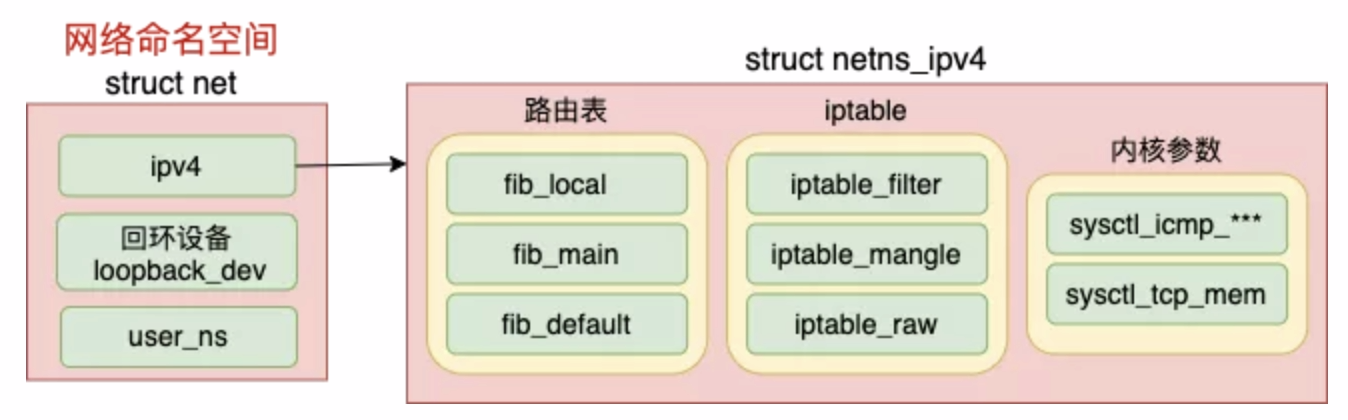 网络命名空间
struct net
ipv4
回环设备
loopback_dev
user_ns
struct netns_ipv4
路由表
fib_local
fib_main
fib_default
iptable
iptable_filter
iptable_mangle
iptable_raw
内核参数
sysctl_icmp_***
sysctl_tcp_mem